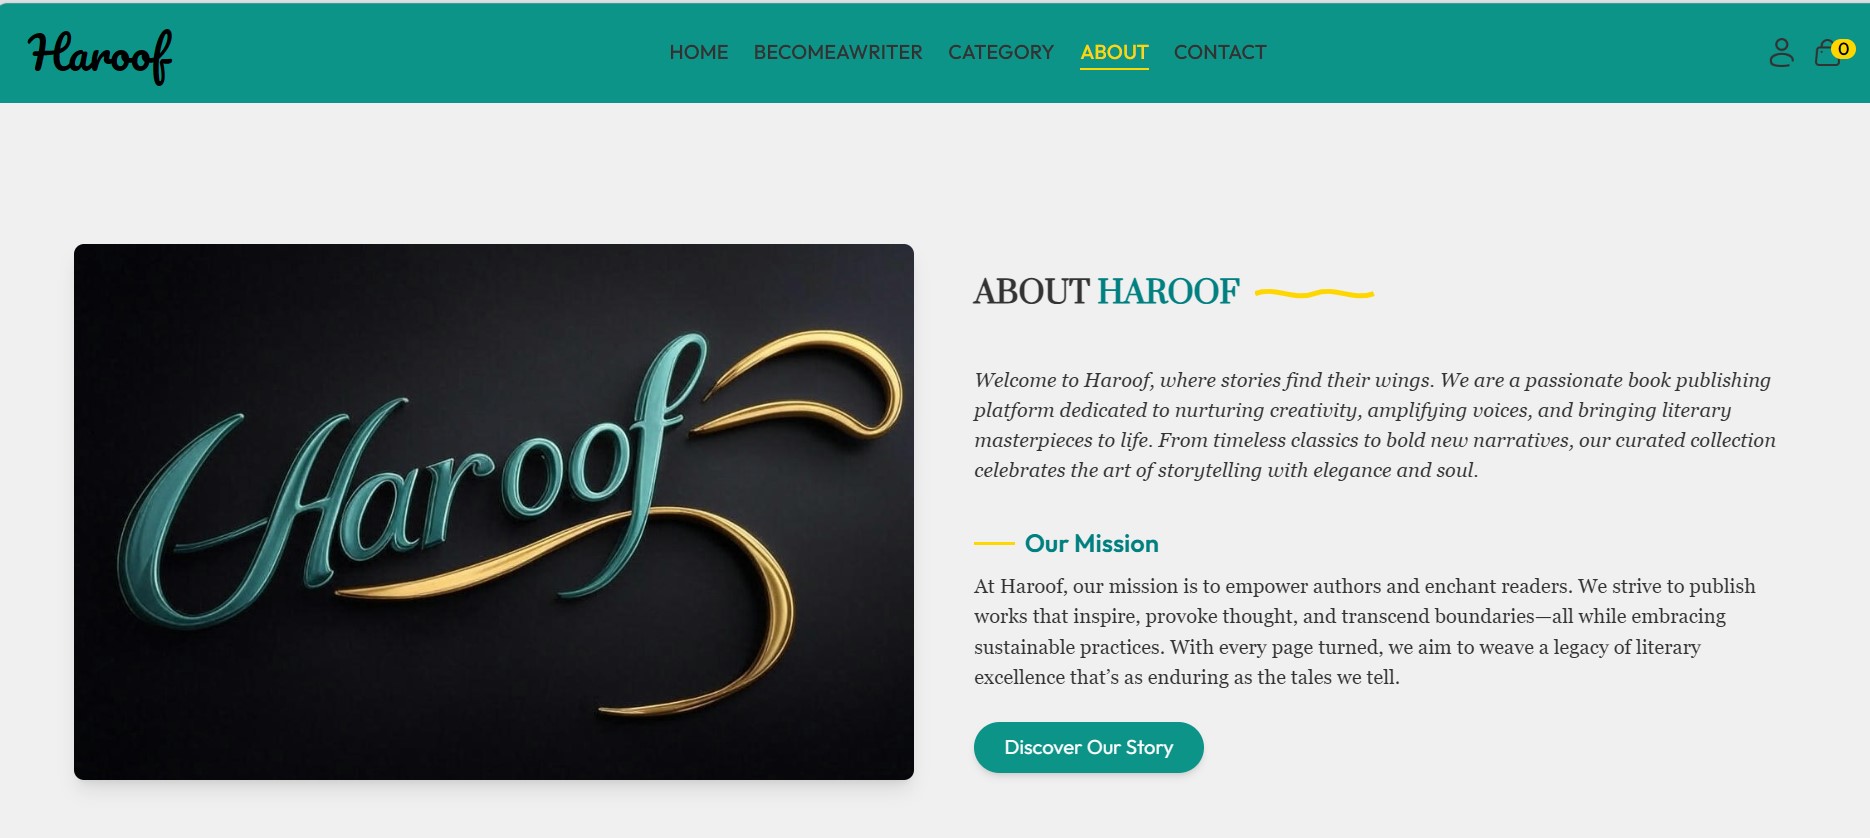 Haroof
HOME BECOMEAWRITER CATEGORY ABOUT CONTACT
0
Haroof
ABOUT HAROOF
Welcome to Haroof, where stories find their wings. We are a passionate book publishing
platform dedicated to nurturing creativity, amplifying voices, and bringing literary
masterpieces to life. From timeless classics to bold new narratives, our curated collection
celebrates the art of storytelling with elegance and soul.
Our Mission
At Haroof, our mission is to empower authors and enchant readers. We strive to publish
works that inspire, provoke thought, and transcend boundaries—all while embracing
sustainable practices. With every page turned, we aim to weave a legacy of literary
excellence that’s as enduring as the tales we tell.
Discover Our Story